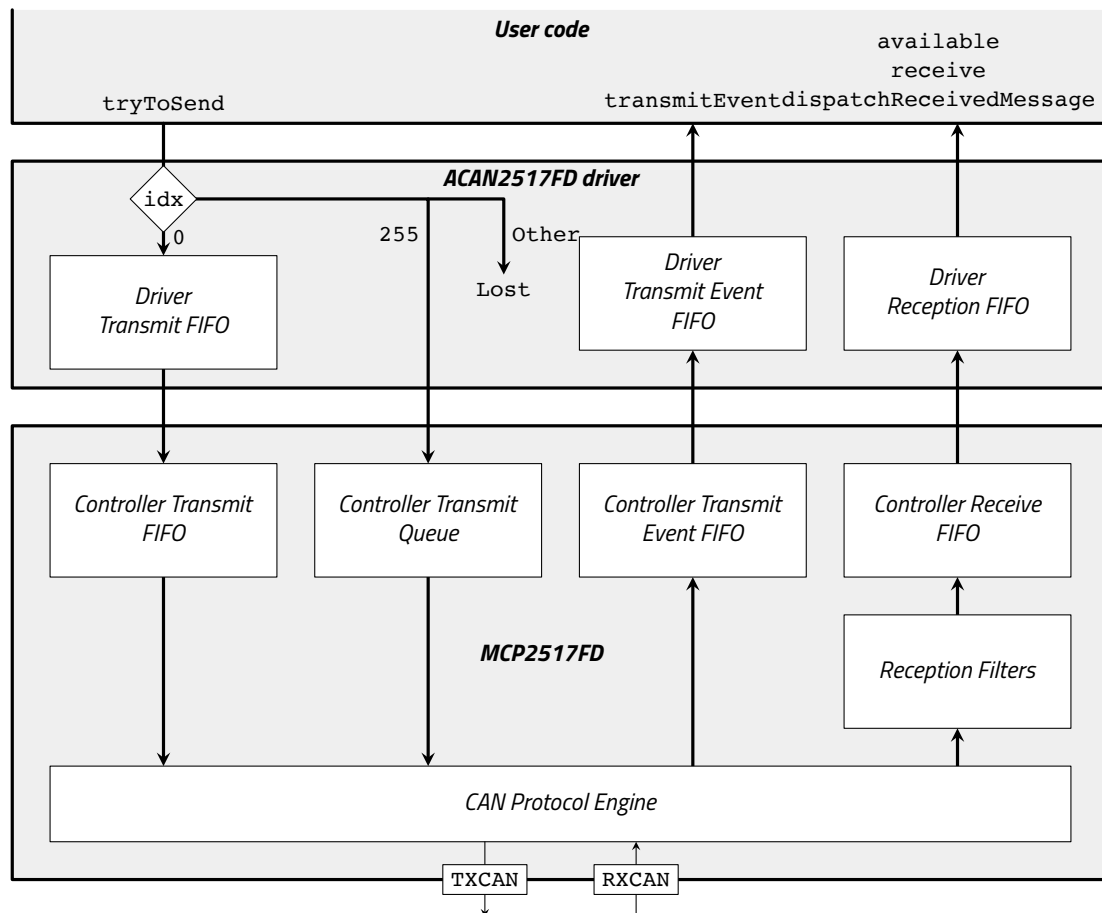 User code
available
receive
tryToSend
transmitEvent
dispatchReceivedMessage
ACAN2517FD driver
idx
0
255
Other
Lost
Driver
Transmit FIFO
Driver
Transmit Event
FIFO
Driver
Reception FIFO
Controller Transmit
FIFO
Controller Transmit
Queue
Controller Transmit
Event FIFO
Controller Receive
FIFO
MCP2517FD
Reception Filters
CAN Protocol Engine
TXCAN
RXCAN